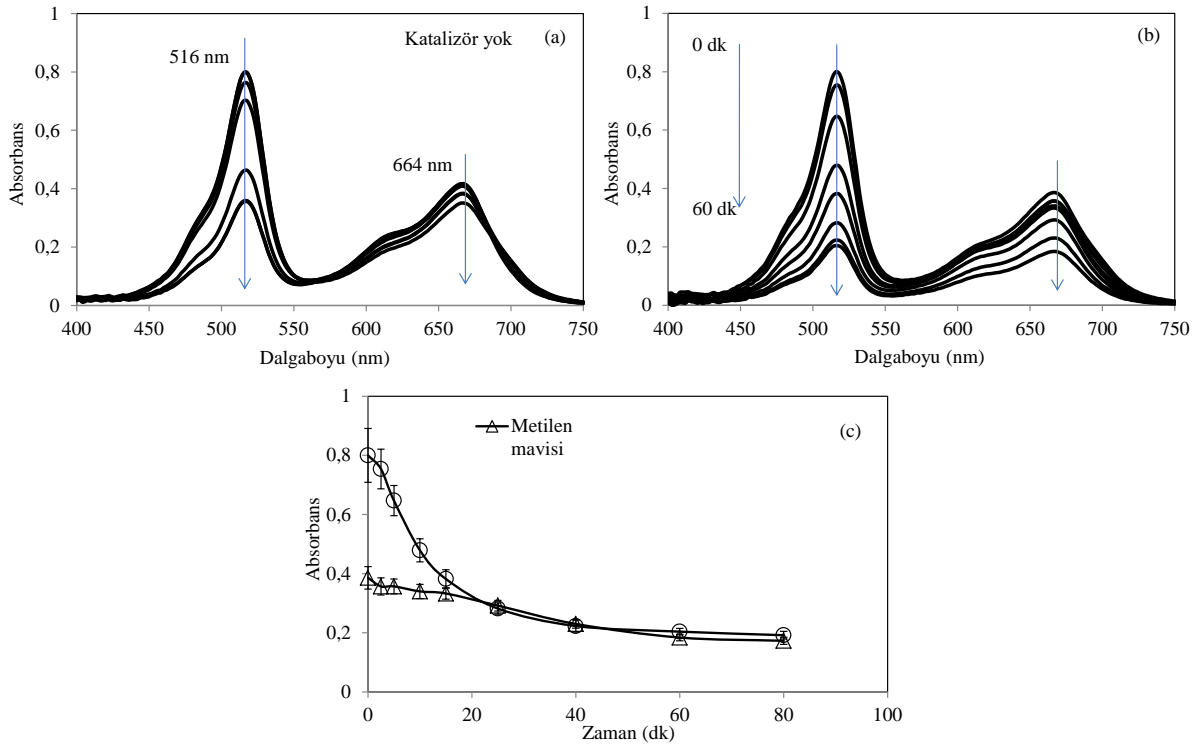 1
0,8
0,6
0,4
0,2
0
400 450 500 550 600 650 700 750
Absorbans
Dalgaboyu (nm)
516 nm
664 nm
Katalizör yok
(a)
1
0,8
0,6
0,4
0,2
0
400 450 500 550 600 650 700 750
Absorbans
Dalgaboyu (nm)
0 dk
60 dk
(b)
1
0,8
0,6
0,4
0,2
0
0 20 40 60 80 100
Absorbans
Zaman (dk)
Metilen
mavisi
(c)